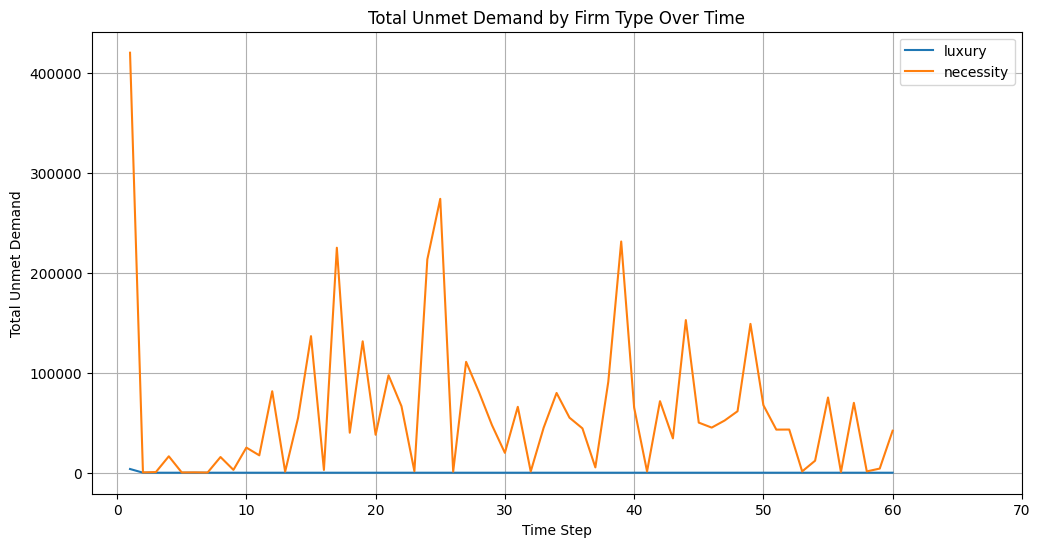 Total Unmet Demand by Firm Type Over Time
luxury
necessity
Total Unmet Demand
400000
300000
200000
100000
0
0 10 20 30 40 50 60 70
Time Step